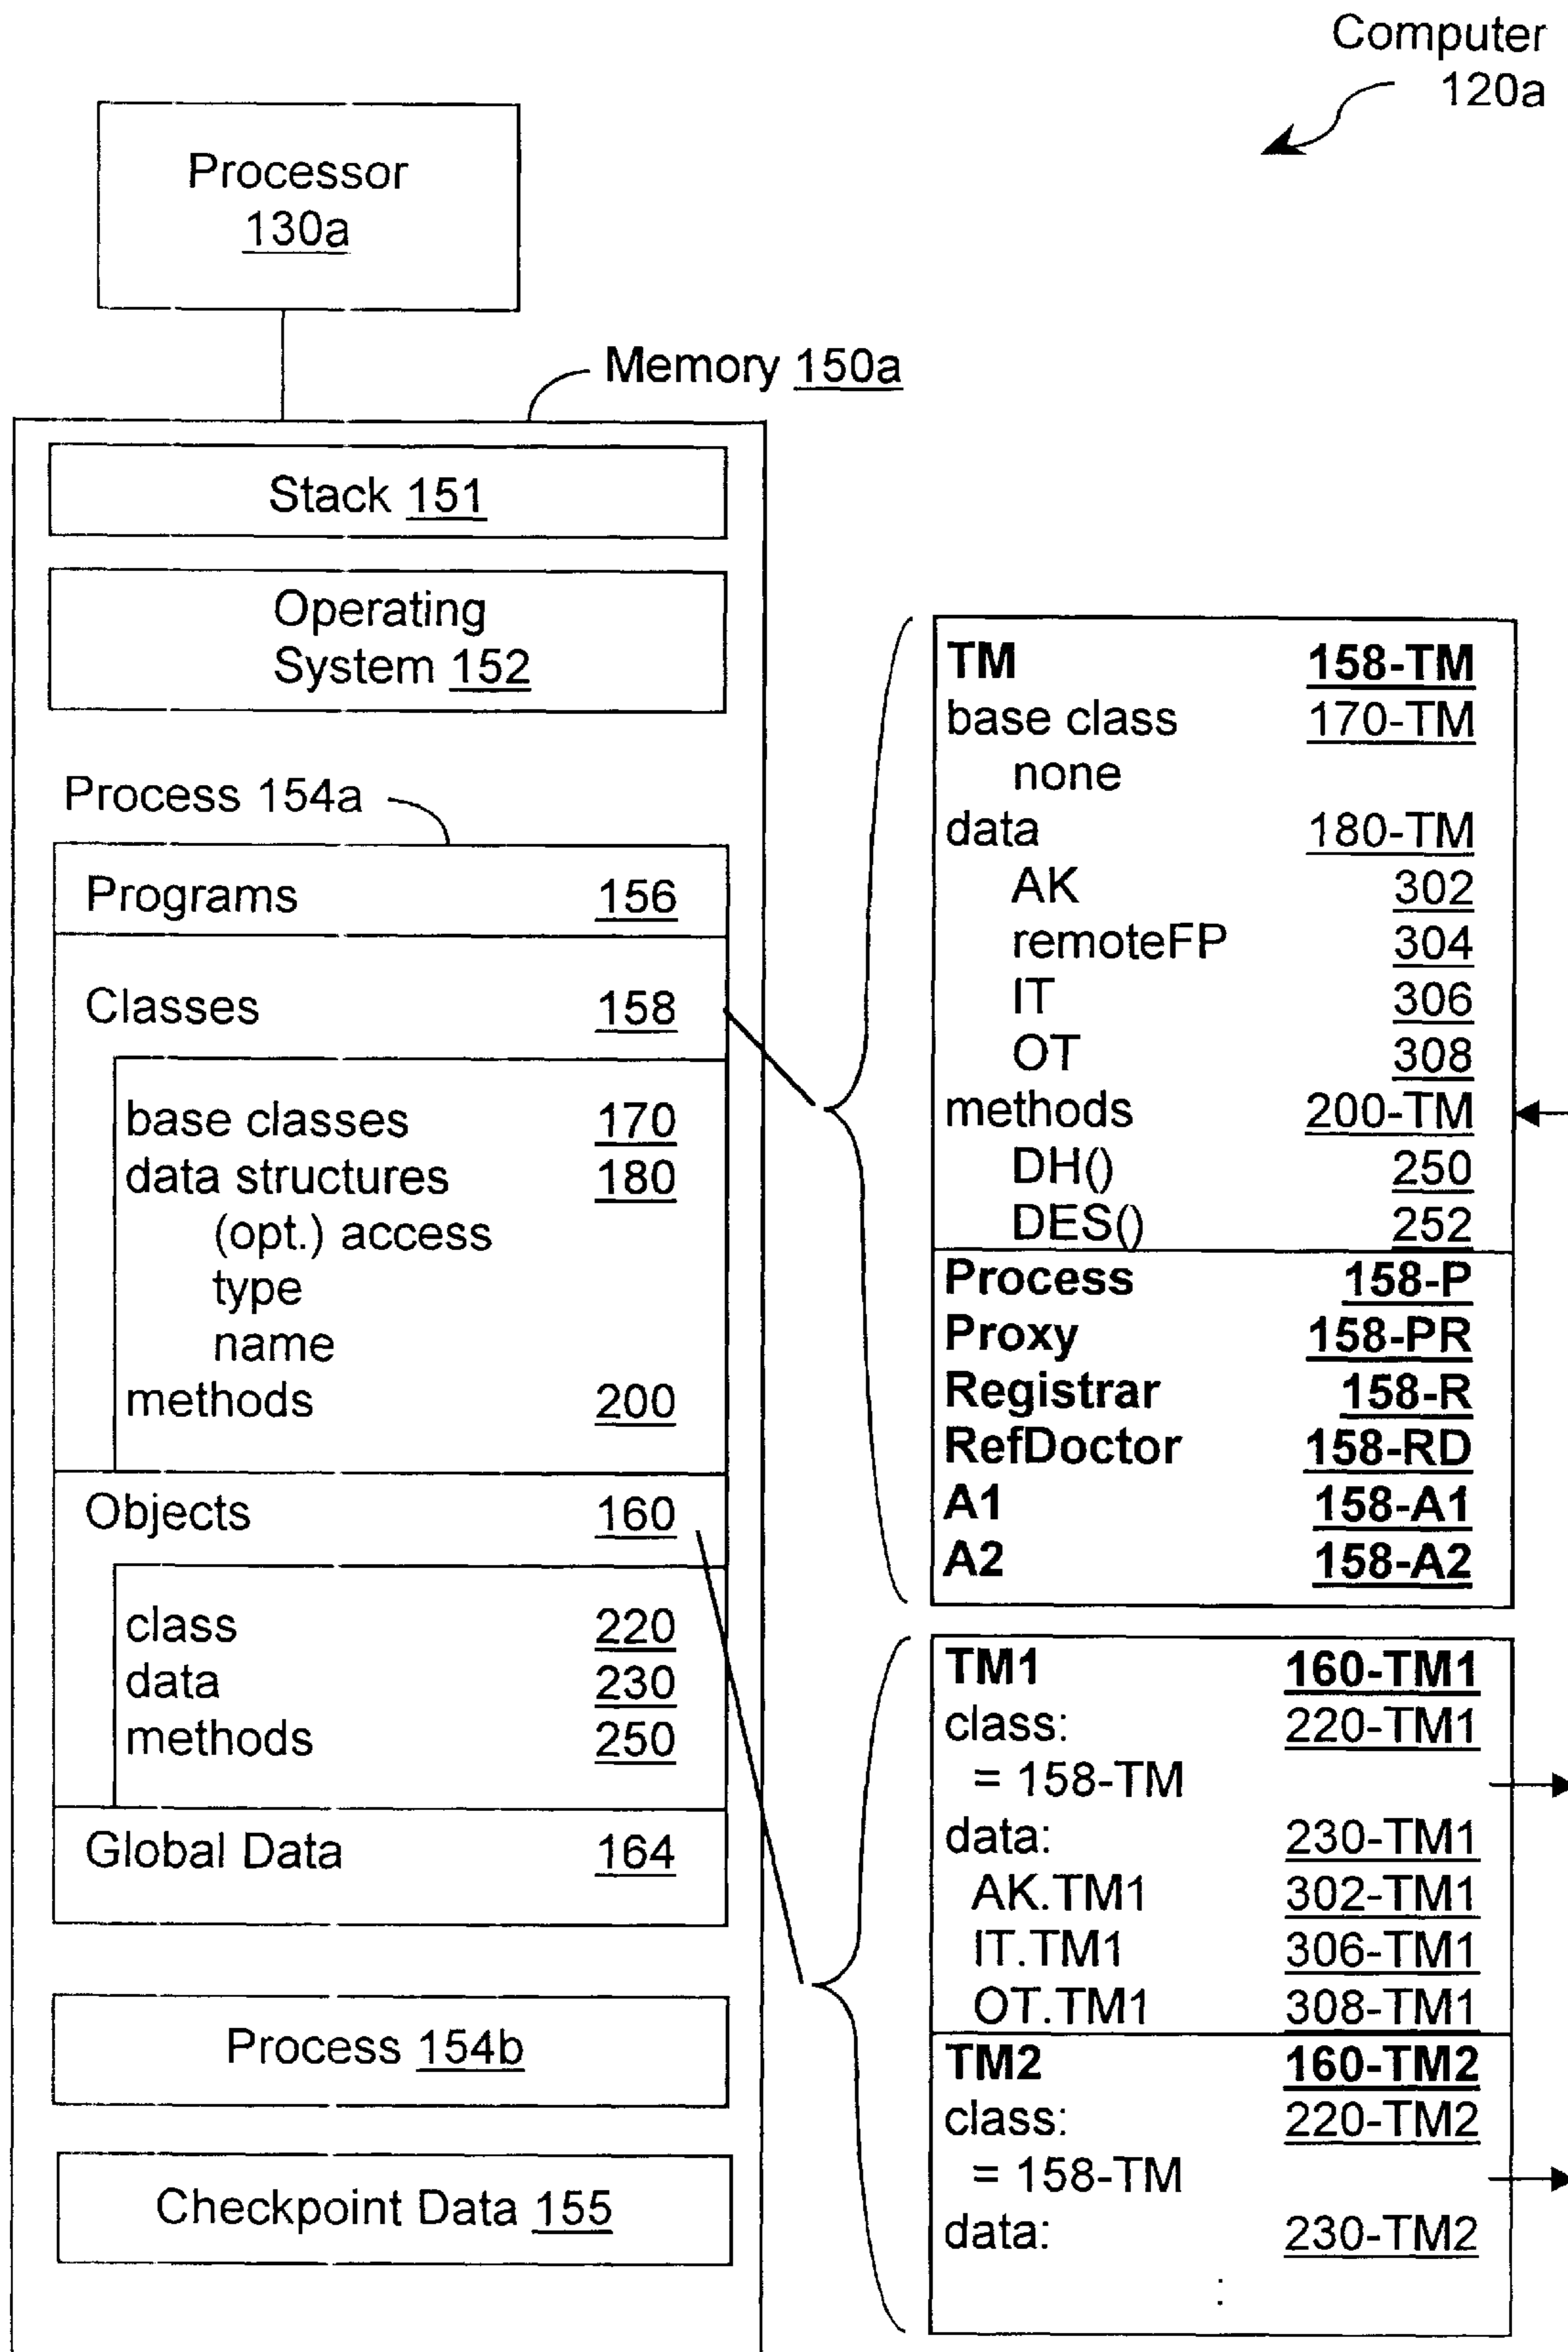 Computer
120a
Processor
130a
Memory 150a
Stack 151
Operating
System 152
Process 154a
Programs 156
Classes 158
base classes 170
data structures 180
(opt.) access
type
name
methods 200
Objects 160
class 220
data 230
methods 250
Global Data 164
Process 154b
Checkpoint Data 155
TM 158-TM
base class 170-TM
none
data 180-TM
AK 302
remoteFP 304
IT 306
OT 308
methods 200-TM
DH() 250
DES() 252
Process 158-P
Proxy 158-PR
Registrar 158-R
RefDoctor 158-RD
A1 158-A1
A2 158-A2
TM1 160-TM1
class: 220-TM1
= 158-TM
data: 230-TM1
AK.TM1 302-TM1
IT.TM1 306-TM1
OT.TM1 308-TM1
TM2 160-TM2
class: 220-TM2
= 158-TM
data: 230-TM2
: